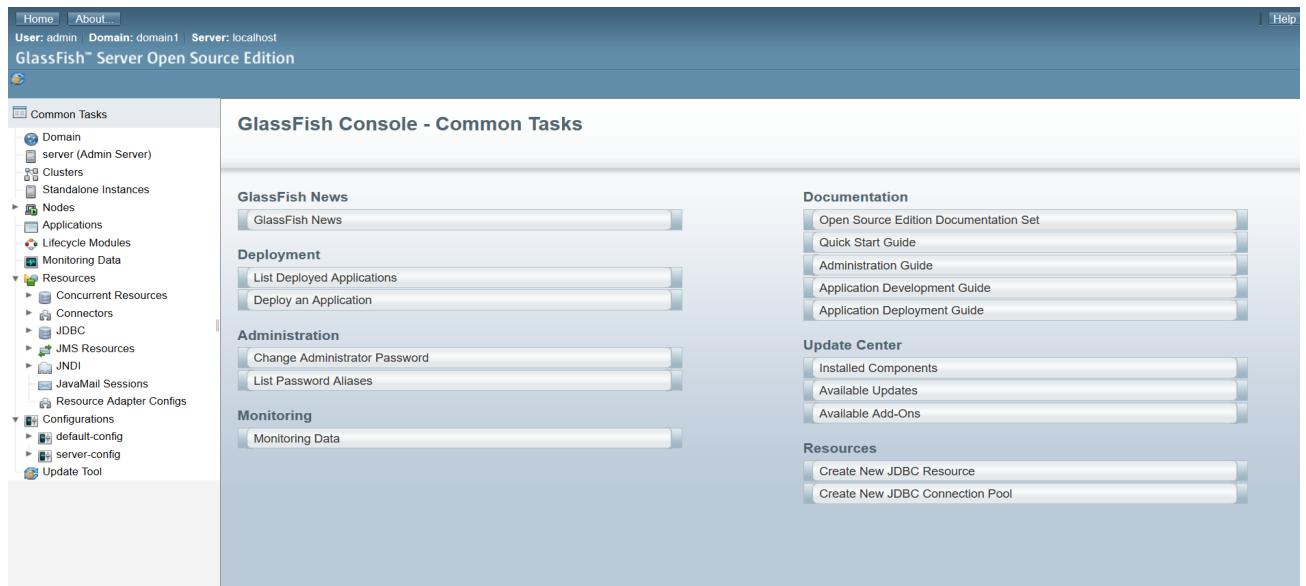 Home About... Help
User: admin Domain: domain1 Server: localhost
GlassFish™ Server Open Source Edition
Common Tasks
Domain
server (Admin Server)
Clusters
Standalone Instances
Nodes
Applications
Lifecycle Modules
Monitoring Data
Resources
Concurrent Resources
Connectors
JDBC
JMS Resources
JNDI
JavaMail Sessions
Resource Adapter Configs
Configurations
default-config
server-config
Update Tool
GlassFish Console - Common Tasks
GlassFish News
GlassFish News
Deployment
List Deployed Applications
Deploy an Application
Administration
Change Administrator Password
List Password Aliases
Monitoring
Monitoring Data
Documentation
Open Source Edition Documentation Set
Quick Start Guide
Administration Guide
Application Development Guide
Application Deployment Guide
Update Center
Installed Components
Available Updates
Available Add-Ons
Resources
Create New JDBC Resource
Create New JDBC Connection Pool